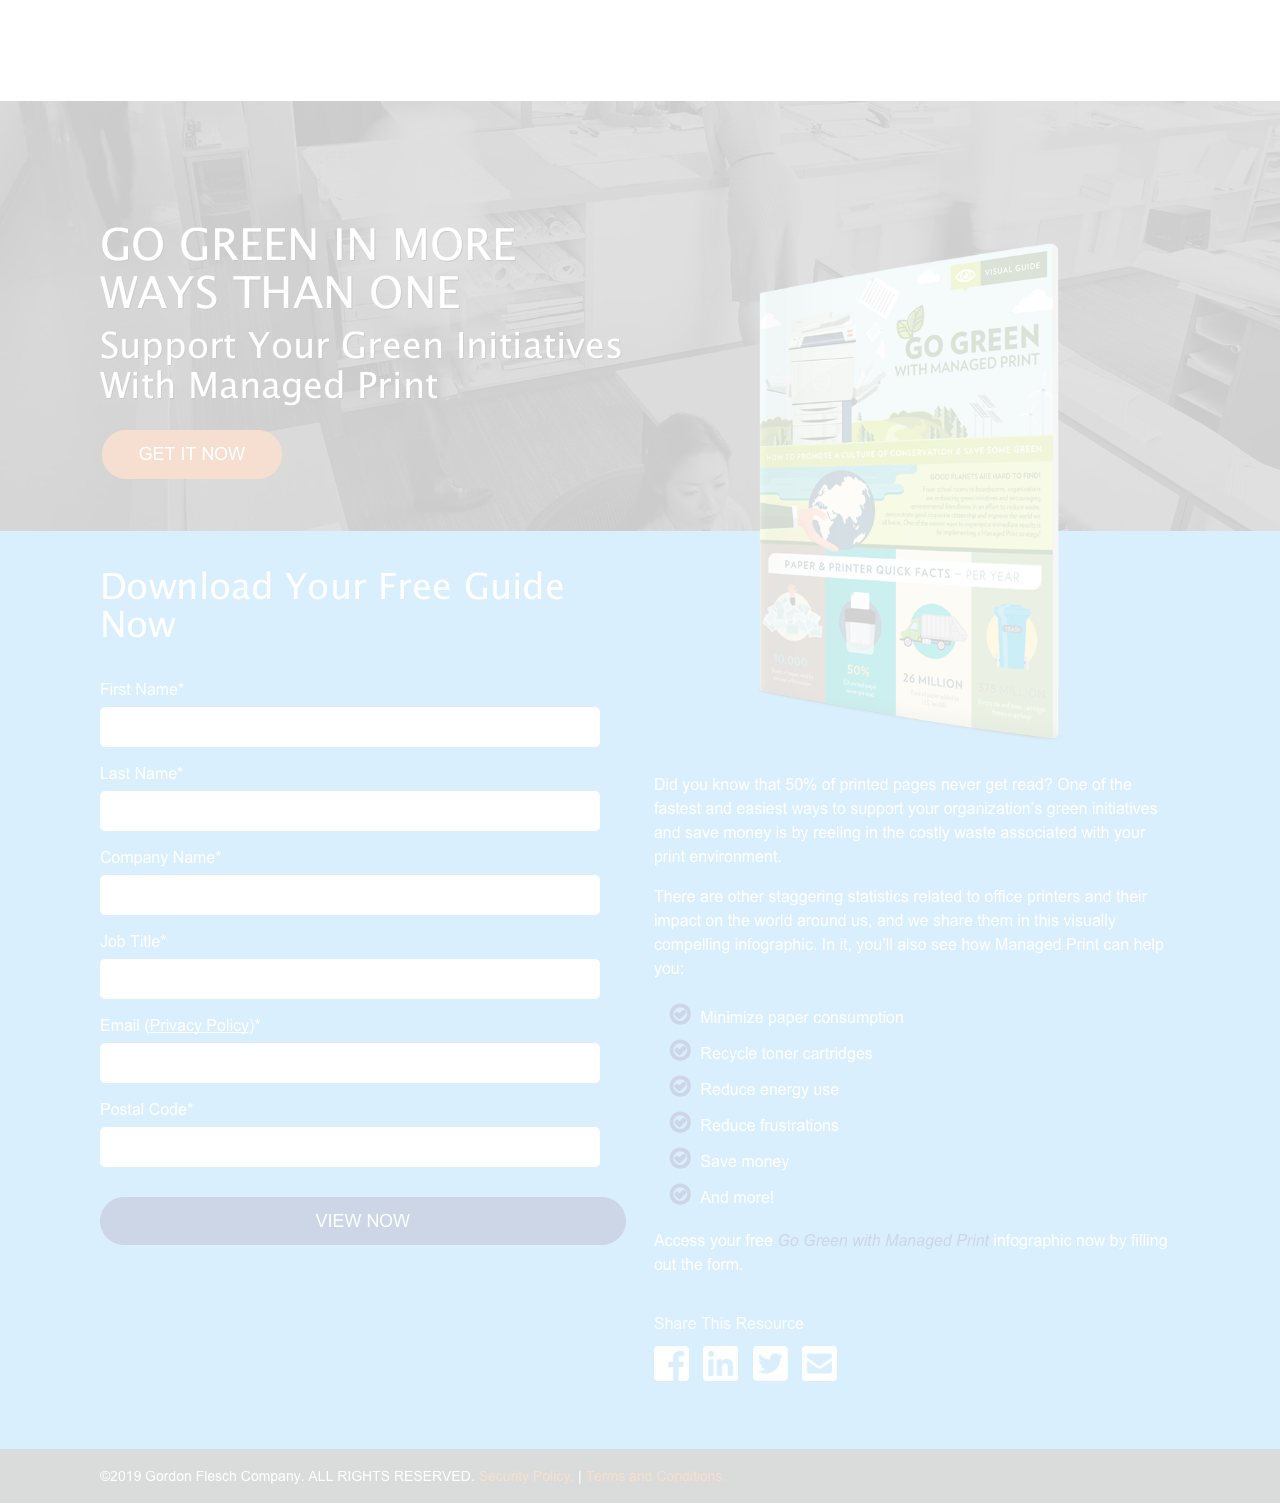 GO GREEN IN MORE
WAYS THAN ONE
Support Your Green Initiatives
With Managed Print
GET IT NOW
VISUAL GUIDE
GO GREEN
WITH MANAGED PRINT
HOW TO PROMOTE A CULTURE OF CONSERVATION & SAVE SOME GREEN
GOOD PLANETS ARE HARD TO FIND!
PAPER & PRINTER QUICK FACTS – PER YEAR
10,000
50%
26 MILLION
Download Your Free Guide
Now
First Name*
Last Name*
Company Name*
Job Title*
Email (Privacy Policy)*
Postal Code*
VIEW NOW
Did you know that 50% of printed pages never get read? One of the
fastest and easiest ways to support your organization's green initiatives
and save money is by reeling in the costly waste associated with your
print environment.
There are other staggering statistics related to office printers and their
impact on the world around us, and we share them in this visually
compelling infographic. In it, you'll also see how Managed Print can help
you:
Minimize paper consumption
Recycle toner cartridges
Reduce energy use
Reduce frustrations
Save money
And more!
Access your free Go Green with Managed Print infographic now by filling
out the form.
Share This Resource
©2019 Gordon Flesch Company. ALL RIGHTS RESERVED. Security Policy. | Terms and Conditions.